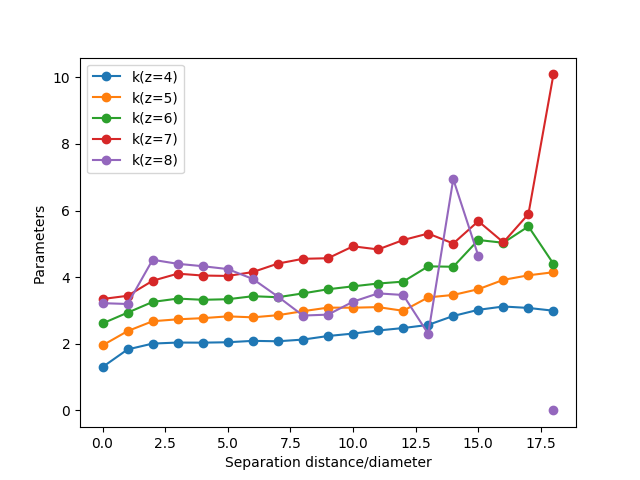 k(z=4)
k(z=5)
k(z=6)
k(z=7)
k(z=8)
10
8
6
4
2
0
Parameters
0.0 2.5 5.0 7.5 10.0 12.5 15.0 17.5
Separation distance/diameter